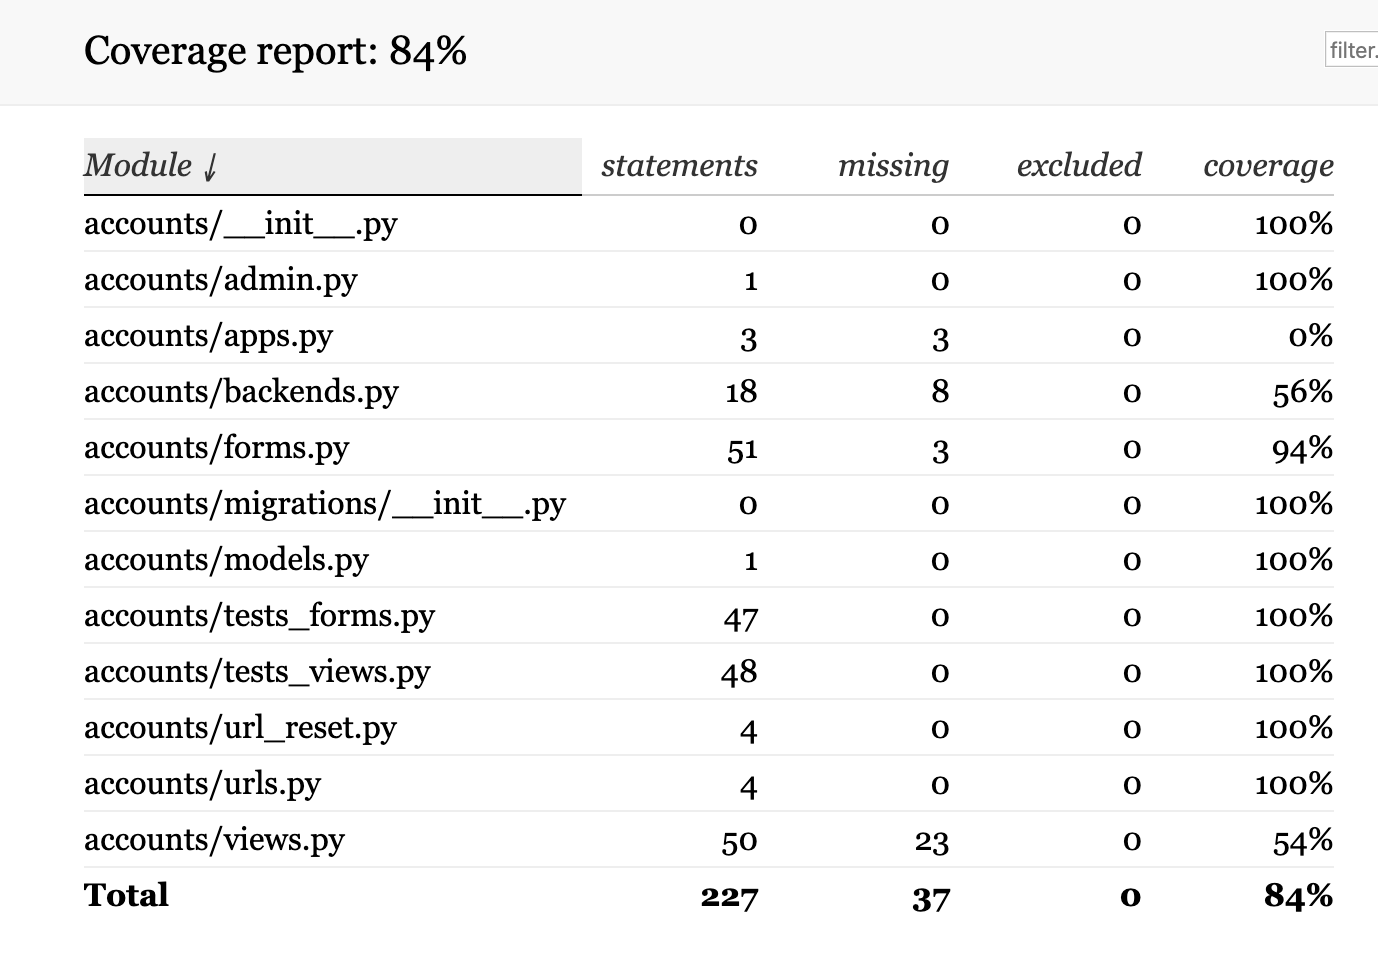 Coverage report: 84%
filter.
Module ↓ statements missing excluded coverage
accounts/__init__.py 0 0 0 100%
accounts/admin.py 1 0 0 100%
accounts/apps.py 3 3 0 0%
accounts/backends.py 18 8 0 56%
accounts/forms.py 51 3 0 94%
accounts/migrations/__init__.py 0 0 0 100%
accounts/models.py 1 0 0 100%
accounts/tests_forms.py 47 0 0 100%
accounts/tests_views.py 48 0 0 100%
accounts/url_reset.py 4 0 0 100%
accounts/urls.py 4 0 0 100%
accounts/views.py 50 23 0 54%
Total 227 37 0 84%